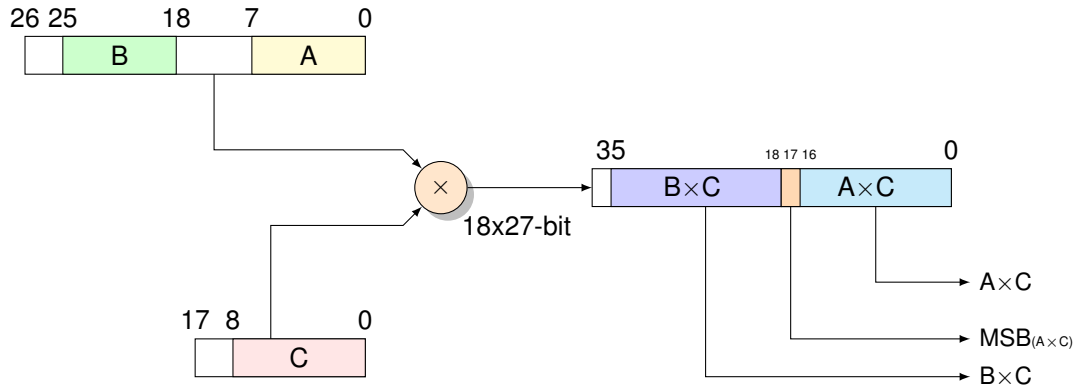 26 25 18 7 0
B A
35 18 17 16 0
× B×C A×C
18x27-bit
A×C
17 8 0
MSB(A×C)
C
B×C